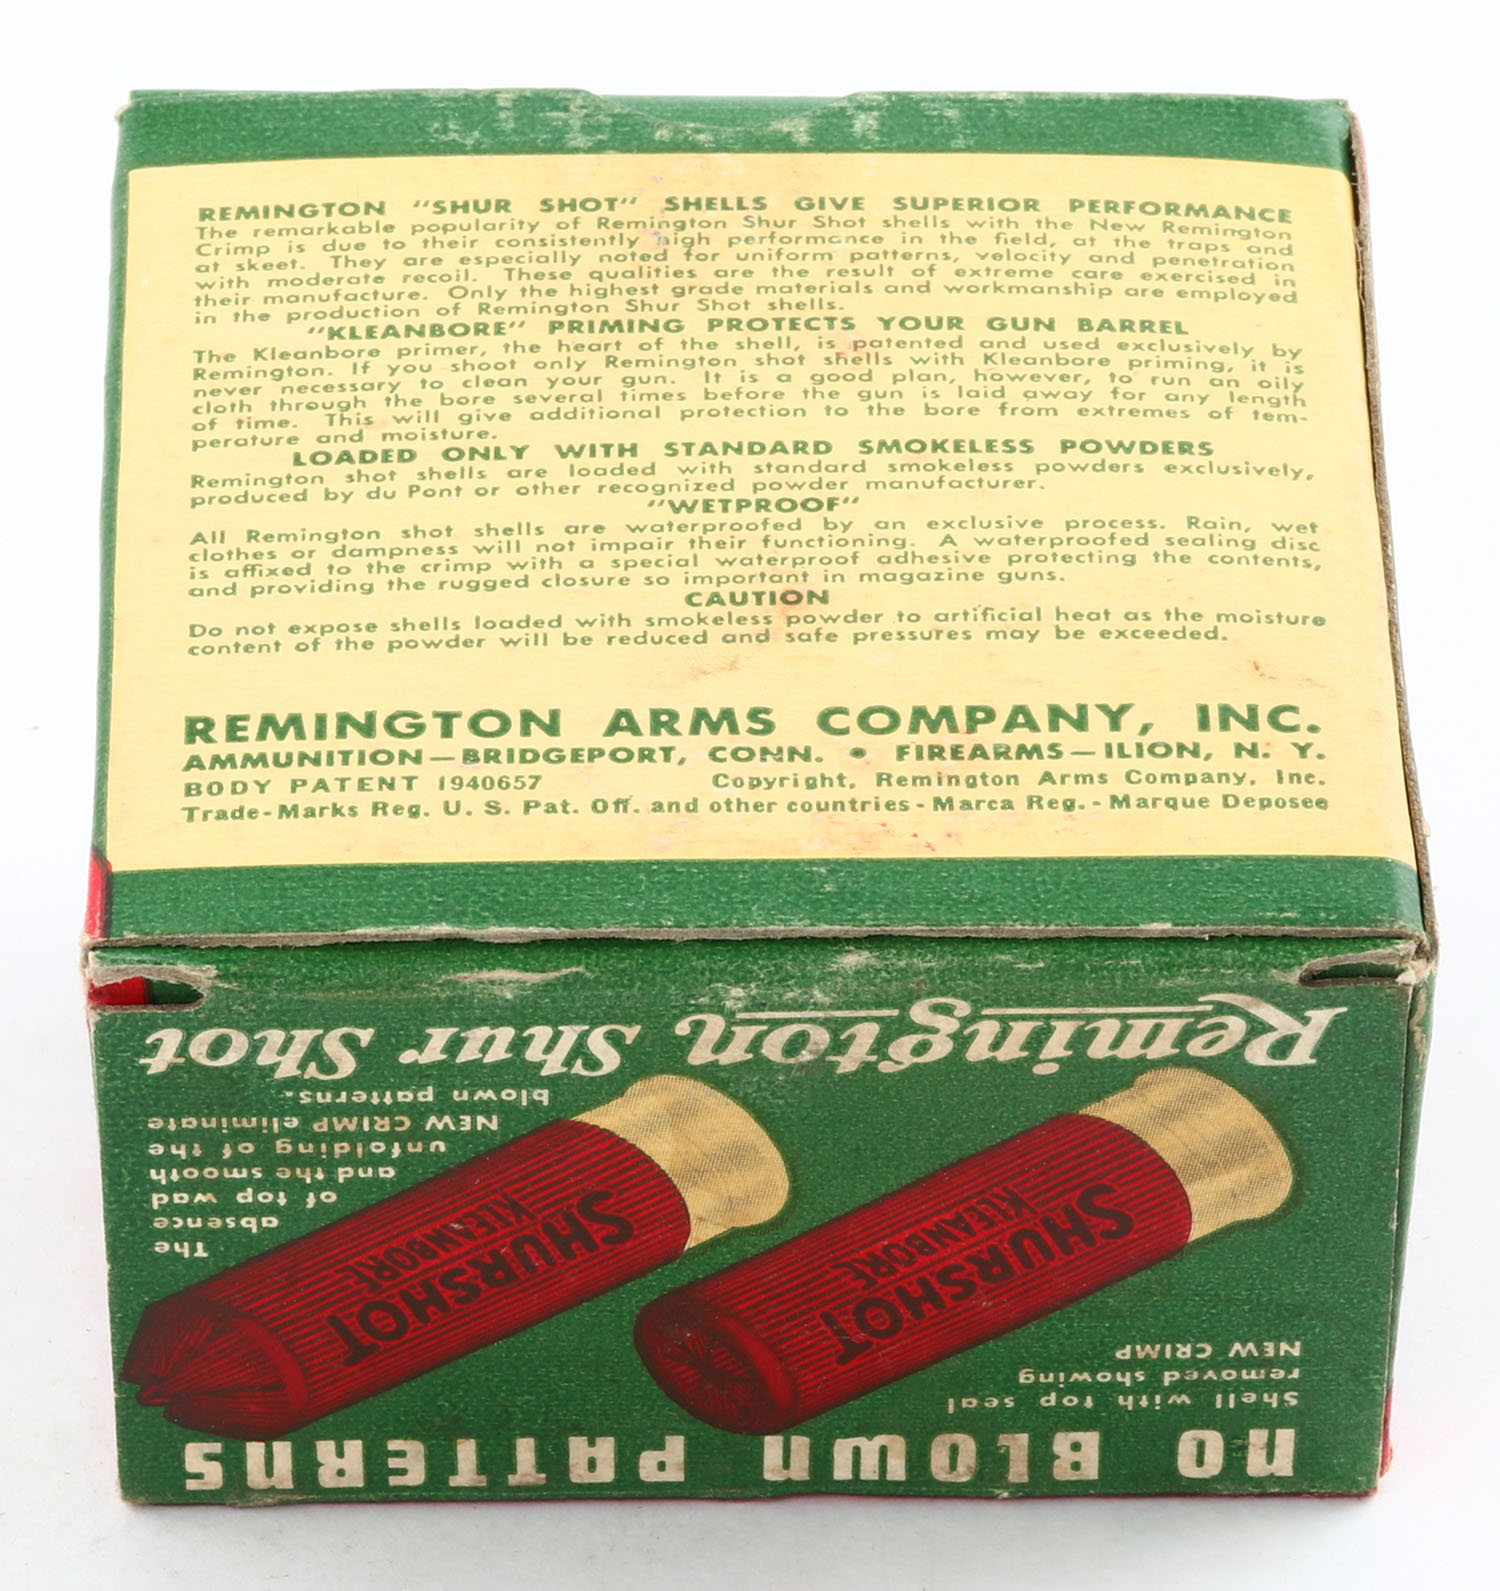 REMINGTON "SHUR SHOT" SHELLS GIVE SUPERIOR PERFORMANCE
The remarkable popularity of Remington Shur Shot shells with the New Remington
Crimp is due to their consistently high performance in the field, at the traps and
at skeet. They are especially noted for uniform patterns, velocity and penetration
with moderate recoil. These qualities are the result of extreme care exercised in
their manufacture. Only the highest grade materials and workmanship are employed
in the production of Remington Shur Shot shells.
"KLEANBORE" PRIMING PROTECTS YOUR GUN BARREL
The Kleanbore primer, the heart of the shell, is patented and used exclusively by
Remington. If you shoot only Remington shot shells with Kleanbore priming, it is
never necessary to clean your gun. It is a good plan, however, to run an oily
cloth through the bore several times before the gun is laid away for any length
of time. This will give additional protection to the bore from extremes of tem-
perature and moisture.
LOADED ONLY WITH STANDARD SMOKELESS POWDERS
Remington shot shells are loaded with standard smokeless powders exclusively,
produced by du Pont or other recognized powder manufacturer.
"WETPROOF"
All Remington shot shells are waterproofed by an exclusive process. Rain, wet
clothes or dampness will not impair their functioning. A waterproofed sealing disc
is affixed to the crimp with a special waterproof adhesive protecting the contents,
and providing the rugged closure so important in magazine guns.
CAUTION
Do not expose shells loaded with smokeless powder to artificial heat as the moisture
content of the powder will be reduced and safe pressures may be exceeded.
REMINGTON ARMS COMPANY, INC.
AMMUNITION—BRIDGEPORT, CONN. • FIREARMS—ILION, N. Y.
BODY PATENT 1940657 Copyright, Remington Arms Company, Inc.
Trade-Marks Reg. U. S. Pat. Off. and other countries - Marca Reg. - Marque Deposee
NO BLOWN PATTERNS
Shell with top seal
removed showing
NEW CRIMP
SHURSHOT
KLEANBORE
SHURSHOT
KLEANBORE
The
absence
of top wad
and the smooth
unfolding of the
NEW CRIMP eliminate
blown patterns.
Remington Shur Shot